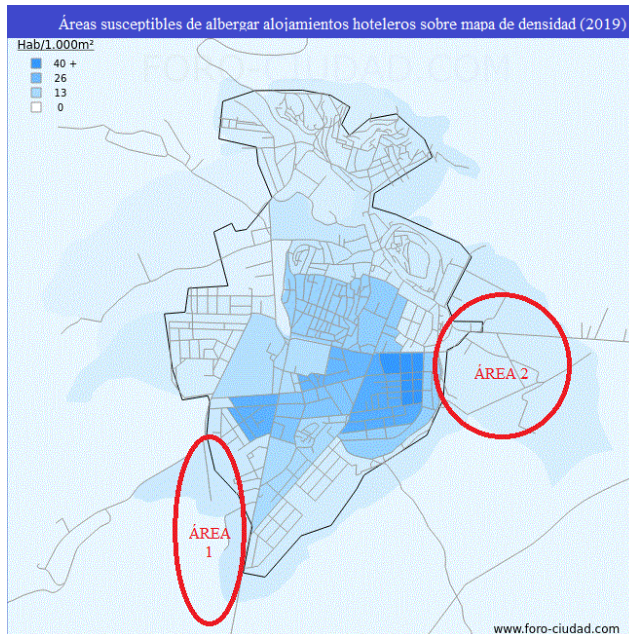 Áreas susceptibles de albergar alojamientos hoteleros sobre mapa de densidad (2019)
Hab/1.000m²
40 +
26
13
0
FORO-CIUDAD.COM
ÁREA 2
ÁREA
1
www.foro-ciudad.com